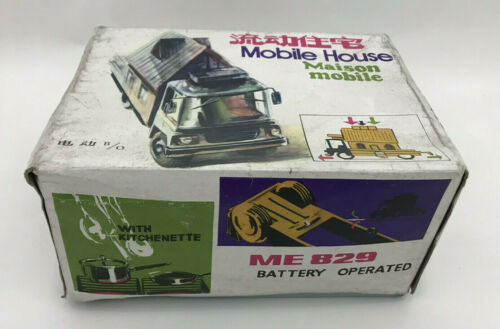 流动住宅
Mobile House
Maison
mobile
电动 B/O
WITH
KITCHENETTE
ME 829
BATTERY OPERATED